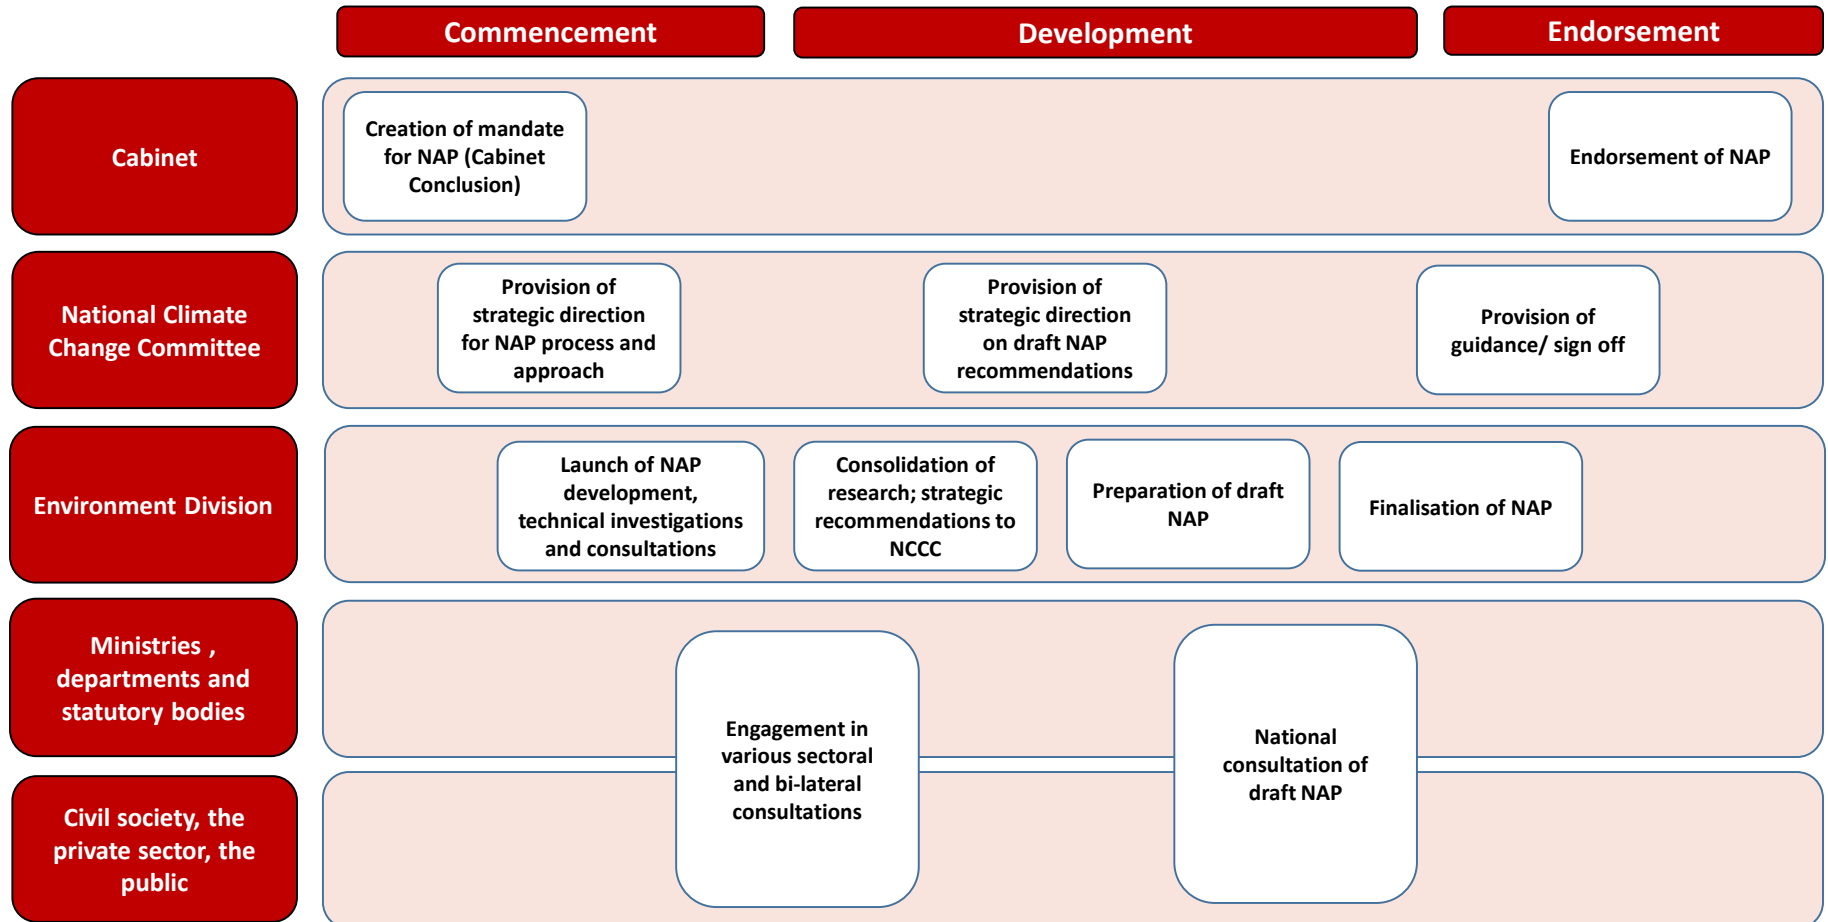 Commencement
Development
Endorsement
Cabinet
Creation of mandate
for NAP (Cabinet
Conclusion)
Endorsement of NAP
National Climate
Change Committee
Provision of
strategic direction
for NAP process and
approach
Provision of
strategic direction
on draft NAP
recommendations
Provision of
guidance/ sign off
Environment Division
Launch of NAP
development,
technical investigations
and consultations
Consolidation of
research; strategic
recommendations to
NCCC
Preparation of draft
NAP
Finalisation of NAP
Ministries ,
departments and
statutory bodies
Engagement in
various sectoral
and bi-lateral
consultations
National
consultation of
draft NAP
Civil society, the
private sector, the
public